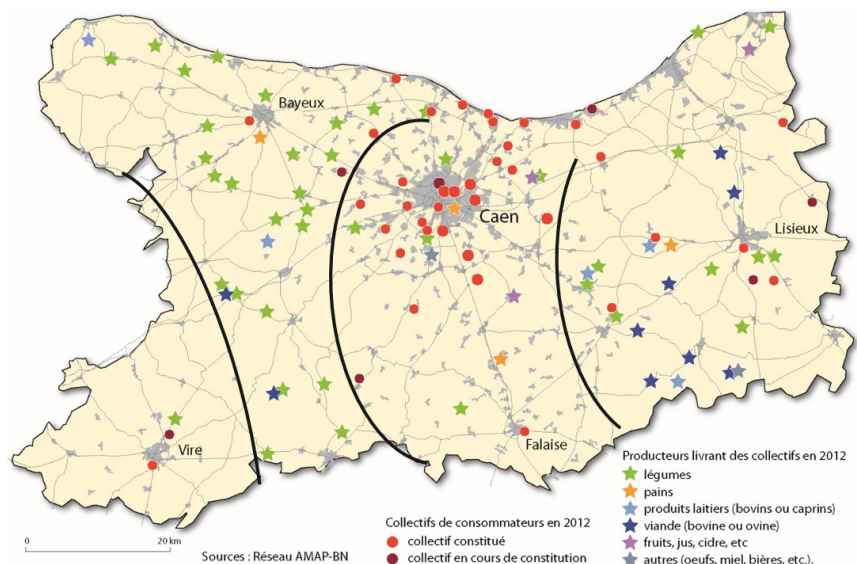 Bayeux
Caen
Lisieux
Vire
Falaise
Producteurs livrant des collectifs en 2012
légumes
pains
produits laitiers (bovins ou caprins)
viande (bovine ou ovine)
fruits, jus, cidre, etc
autres (oeufs, miel, bières, etc.).
Collectifs de consommateurs en 2012
collectif constitué
collectif en cours de constitution
0 20 km
Sources : Réseau AMAP-BN